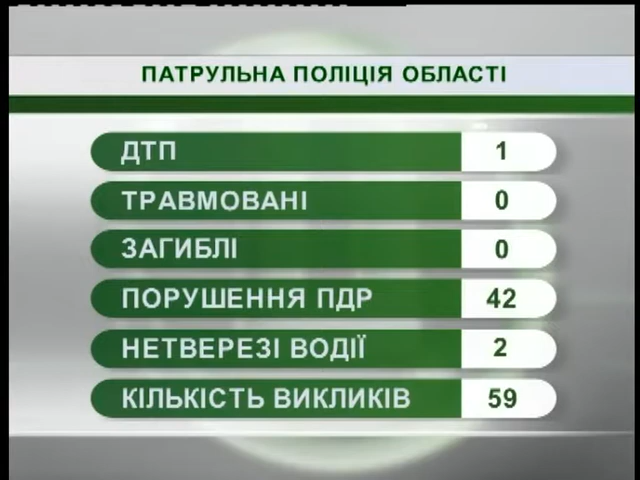 ПАТРУЛЬНА ПОЛІЦІЯ ОБЛАСТІ
ДТП 1
ТРАВМОВАНІ 0
ЗАГИБЛІ 0
ПОРУШЕННЯ ПДР 42
НЕТВЕРЕЗІ ВОДІЇ 2
КІЛЬКІСТЬ ВИКЛИКІВ 59